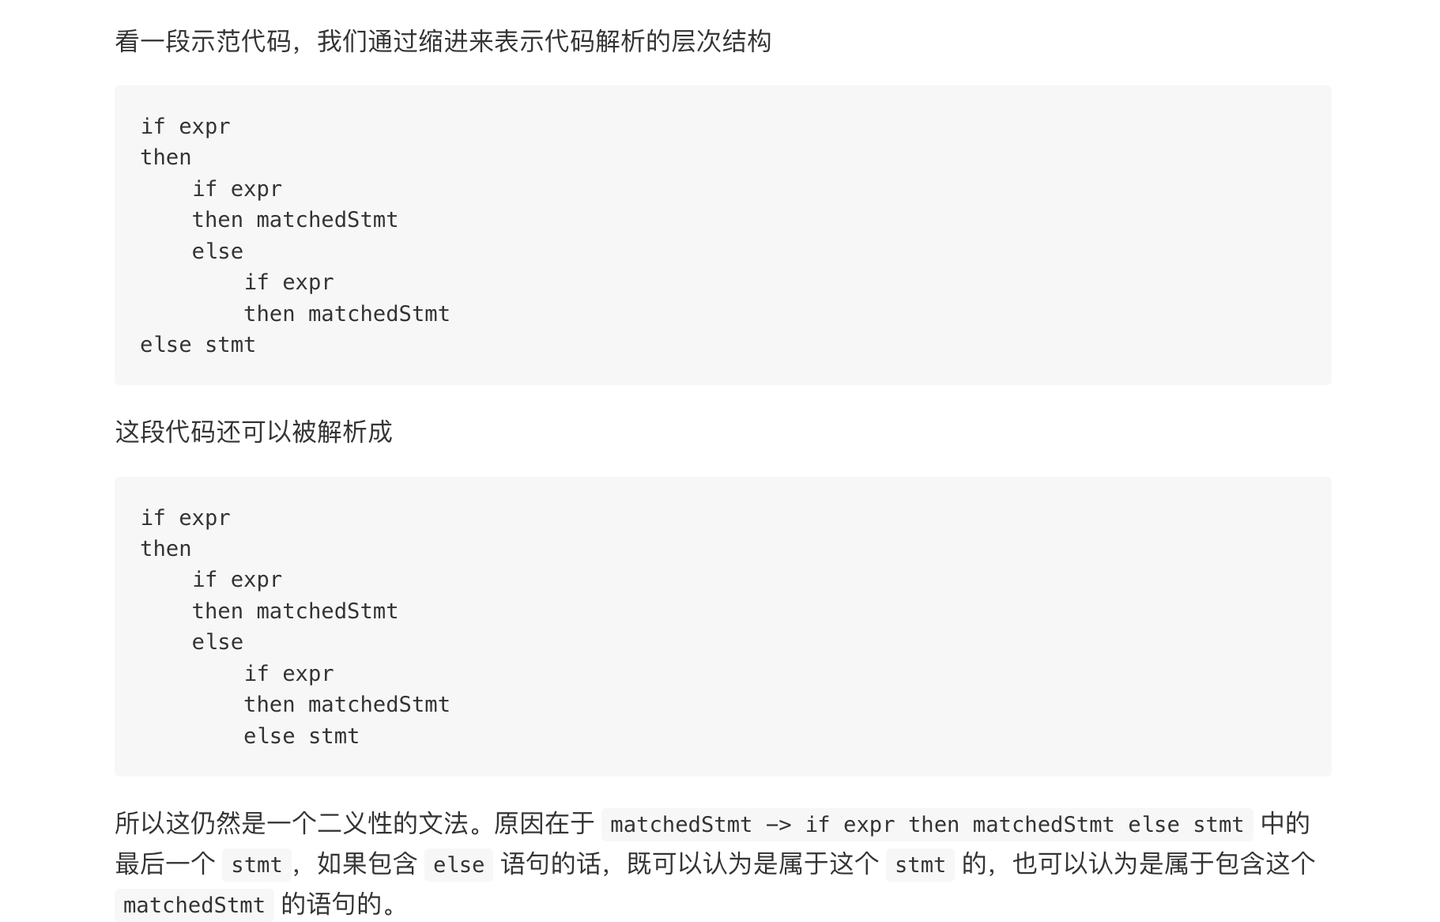 看一段示范代码，我们通过缩进来表示代码解析的层次结构
if expr
then
    if expr
    then matchedStmt
    else
        if expr
        then matchedStmt
else stmt
这段代码还可以被解析成
if expr
then
    if expr
    then matchedStmt
    else
        if expr
        then matchedStmt
        else stmt
所以这仍然是一个二义性的文法。原因在于 matchedStmt -> if expr then matchedStmt else stmt 中的
最后一个 stmt ，如果包含 else 语句的话，既可以认为是属于这个 stmt 的，也可以认为是属于包含这个
matchedStmt 的语句的。